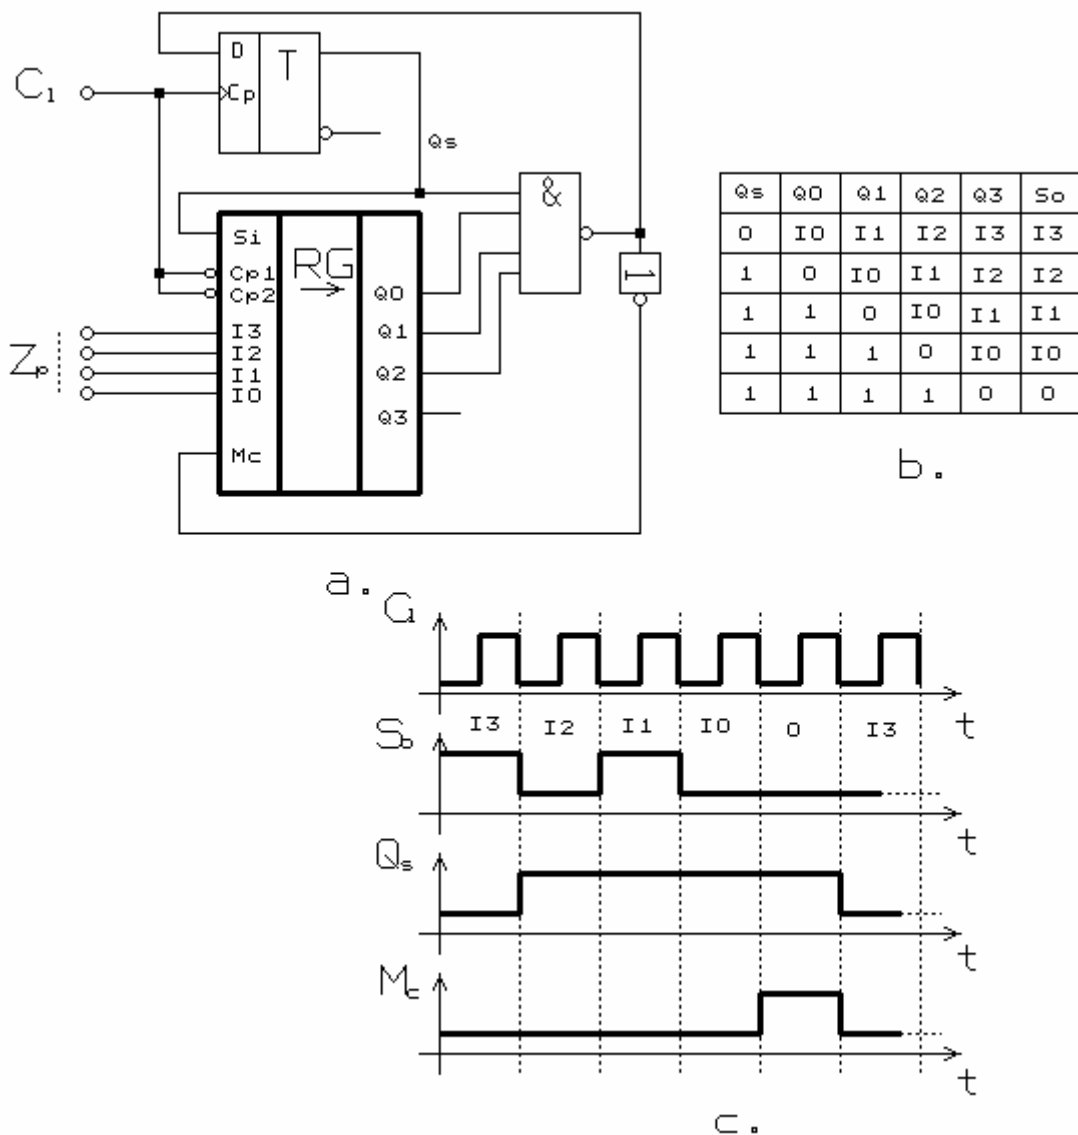 D T
C1
Cp
Qs
&
Si
Cp1 RG
Cp2 Q0
1
Zp
I3 Q1
I2 Q2
I1
I0 Q3
Mc
a.
Qs Q0 Q1 Q2 Q3 So
0 I0 I1 I2 I3 I3
1 0 I0 I1 I2 I2
1 1 0 I0 I1 I1
1 1 1 0 I0 I0
1 1 1 1 0 0
b.
C1
t
I3 I2 I1 I0 0 I3
So
t
Qs
t
Mc
t
c.